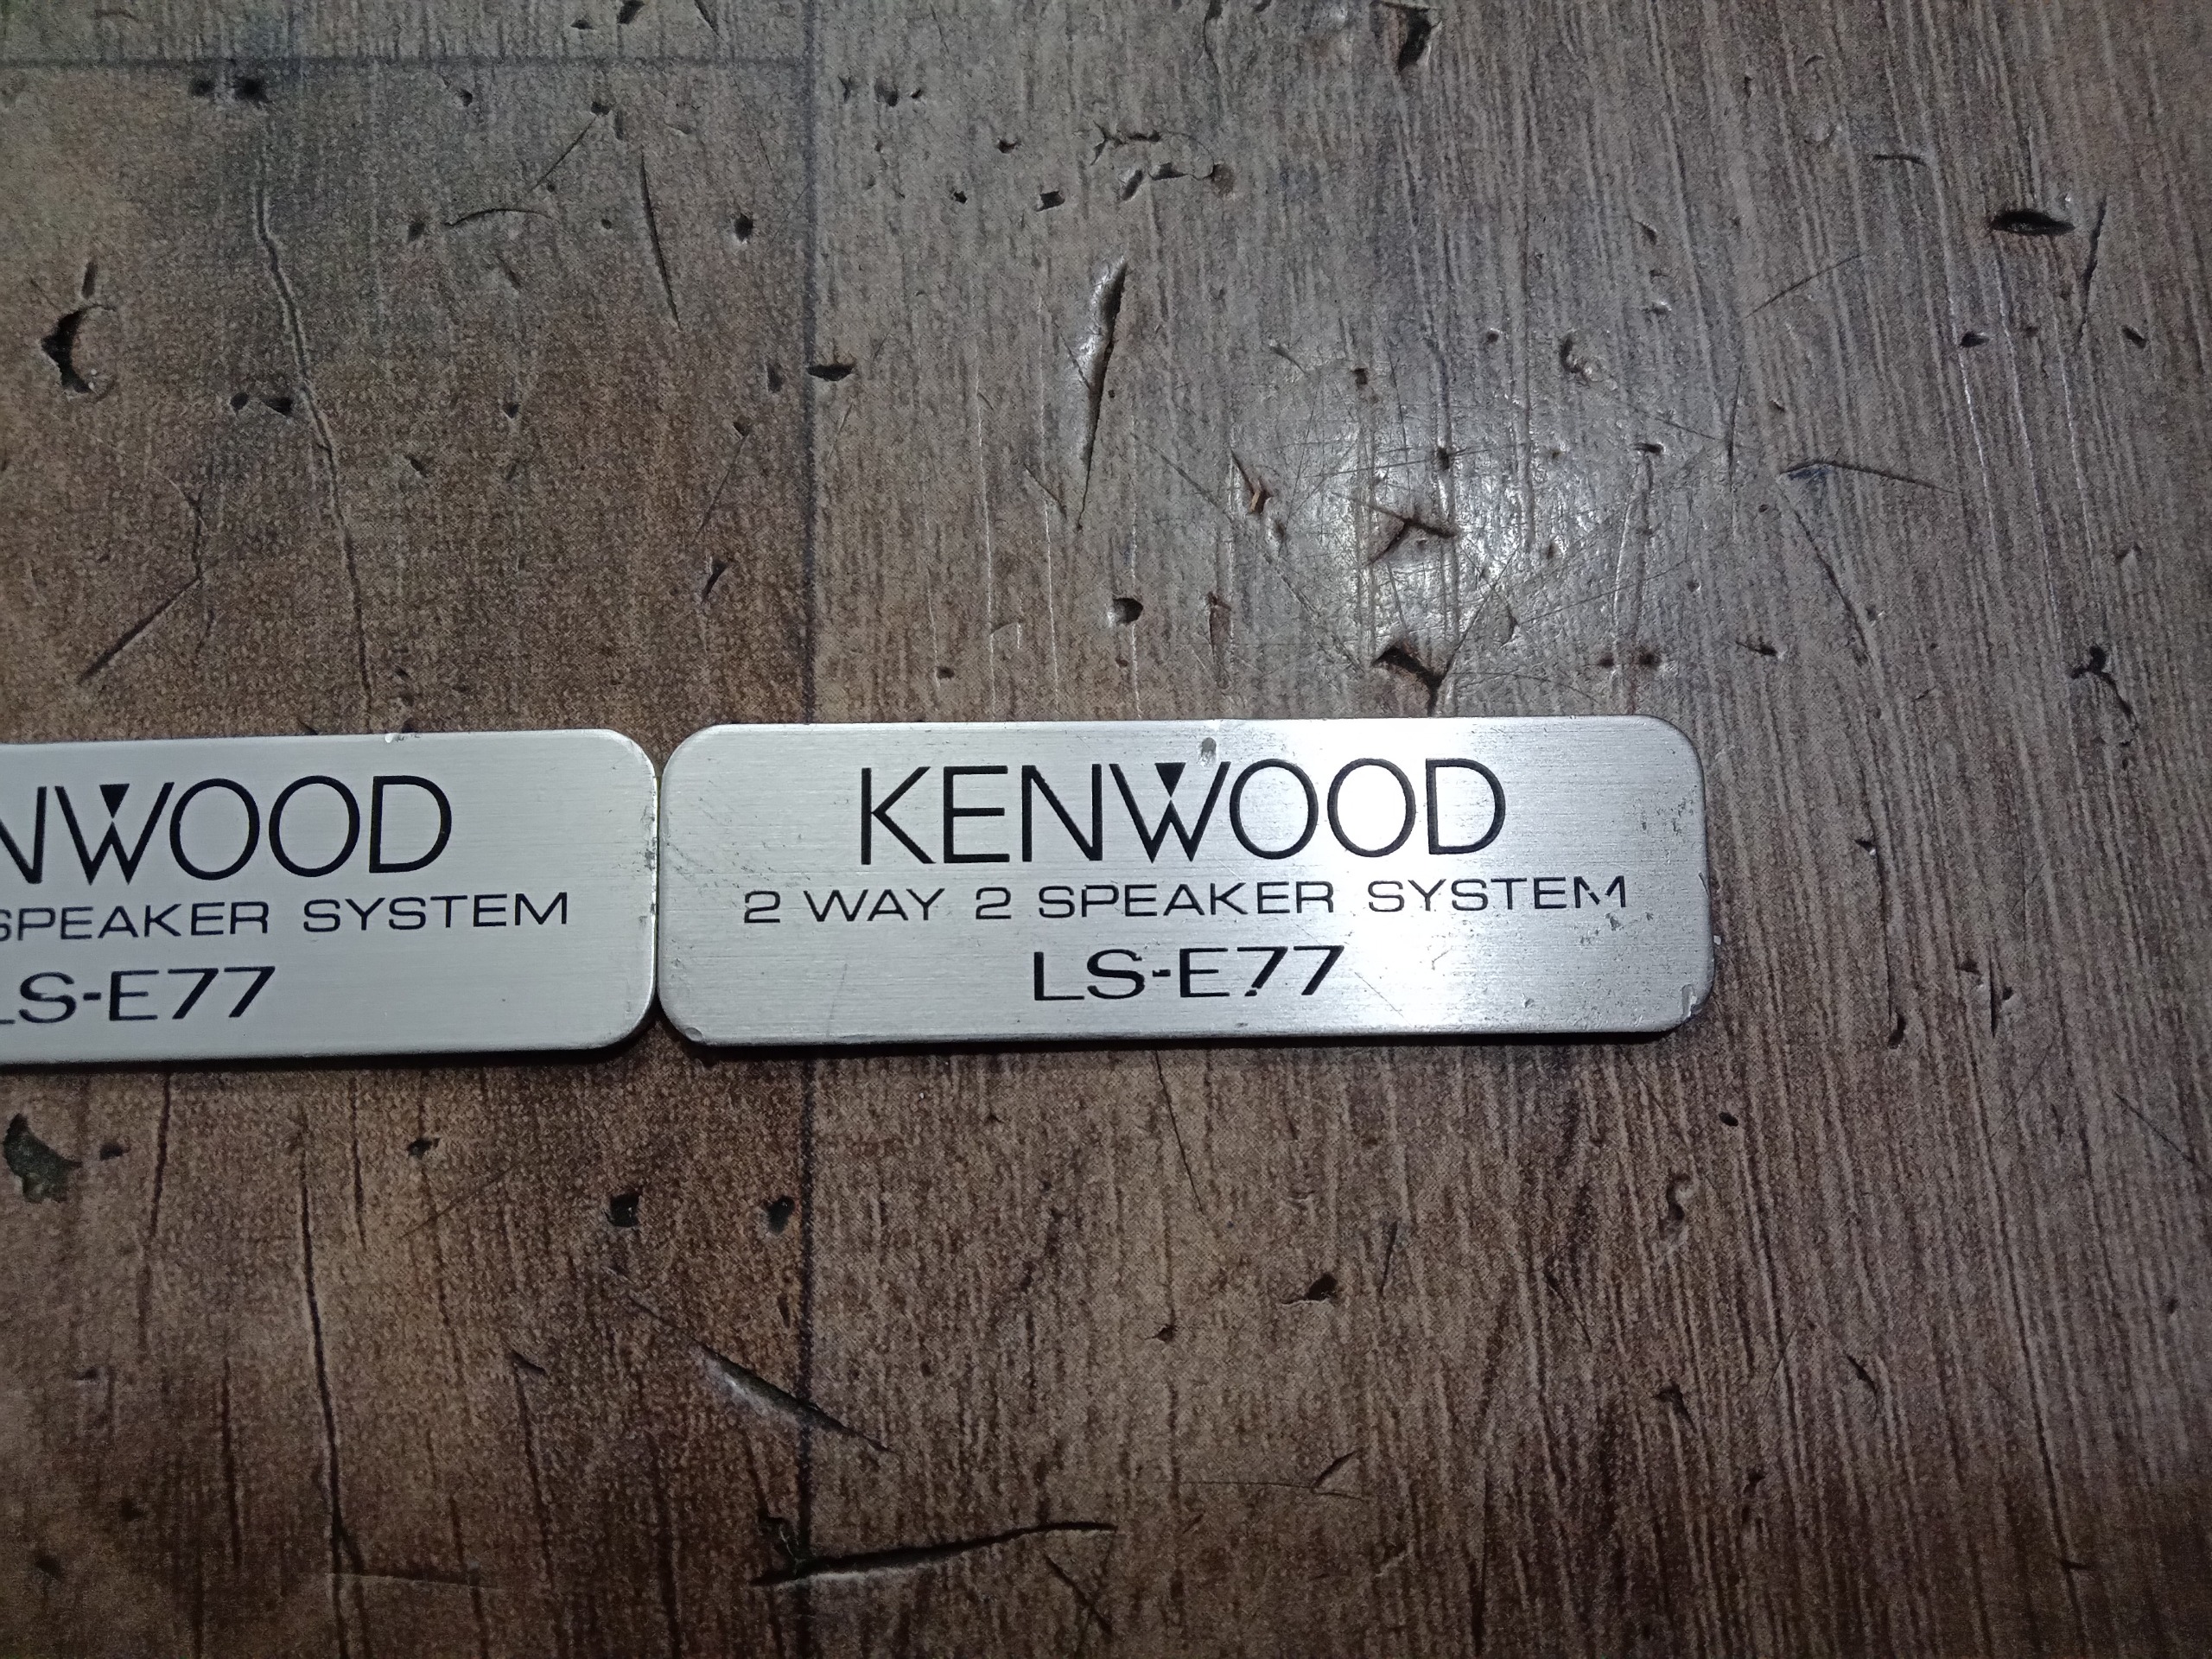 NWOOD
SPEAKER SYSTEM
LS-E77
KENWOOD
2 WAY 2 SPEAKER SYSTEM
LS-E77